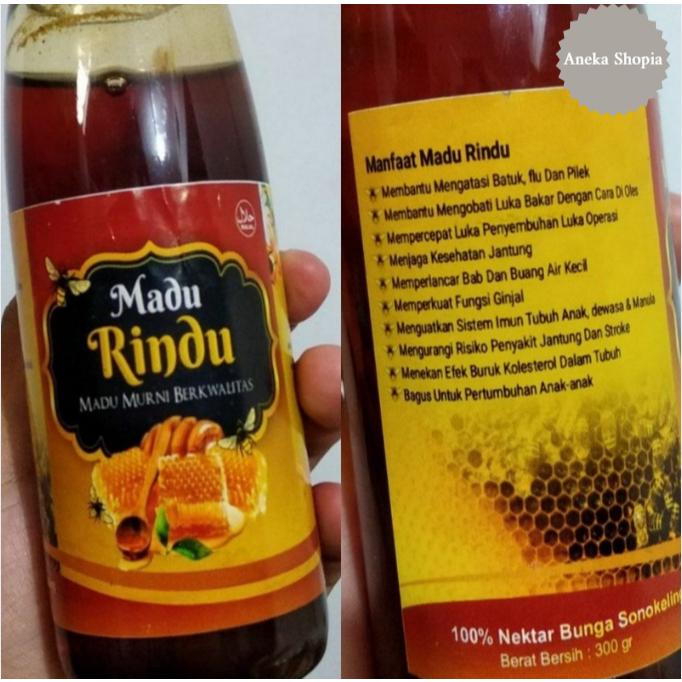 حلال
HALAL
Madu
Rindu
MADU MURNI BERKWALITAS
Aneka Shopia
Manfaat Madu Rindu
Membantu Mengatasi Batuk, flu Dan Pilek
Membantu Mengobati Luka Bakar Dengan Cara Di Oles
Mempercepat Luka Penyembuhan Luka Operasi
Menjaga Kesehatan Jantung
Memperlancar Bab Dan Buang Air Kecil
Memperkuat Fungsi Ginjal
Menguatkan Sistem Imun Tubuh Anak, dewasa & Manula
Mengurangi Risiko Penyakit Jantung Dan Stroke
Menekan Efek Buruk Kolesterol Dalam Tubuh
Bagus Untuk Pertumbuhan Anak-anak
100% Nektar Bunga Sonokeling
Berat Bersih : 300 gr